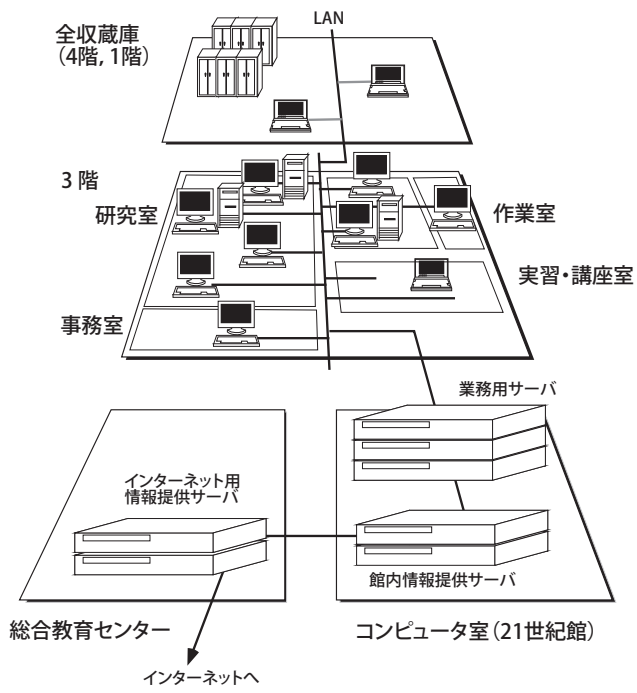 LAN
全収蔵庫
(4階, 1階)
3 階
研究室
作業室
実習・講座室
事務室
業務用サーバ
インターネット用
情報提供サーバ
館内情報提供サーバ
総合教育センター
コンピュータ室(21世紀館)
インターネットへ